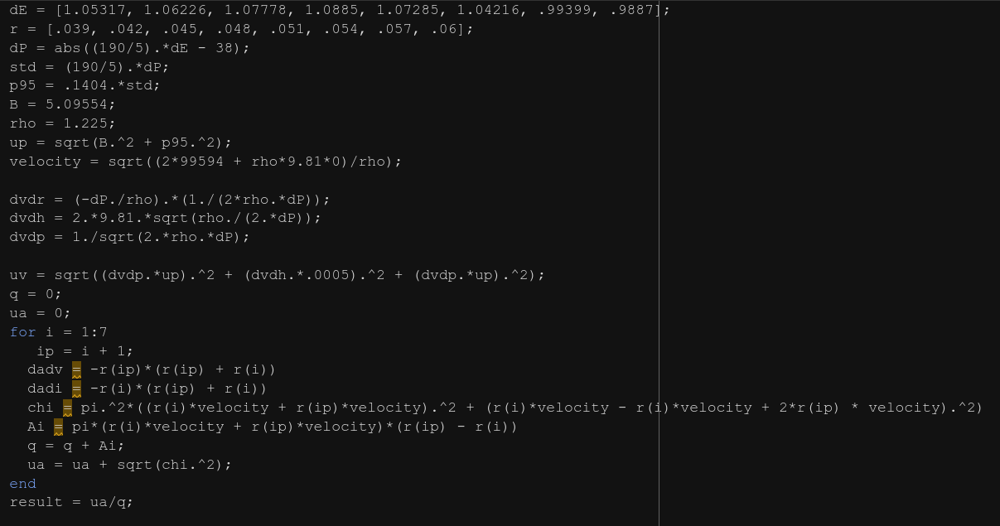 dE = [1.05317, 1.06226, 1.07778, 1.0885, 1.07285, 1.04216, .99399, .9887];
r = [.039, .042, .045, .048, .051, .054, .057, .06];
dP = abs((190/5).*dE - 38);
std = (190/5).*dP;
p95 = .1404.*std;
B = 5.09554;
rho = 1.225;
up = sqrt(B.^2 + p95.^2);
velocity = sqrt((2*99594 + rho*9.81*0)/rho);
dvdr = (-dP./rho).*(1./(2*rho.*dP));
dvdh = 2.*9.81.*sqrt(rho./(2.*dP));
dvdp = 1./sqrt(2.*rho.*dP);
uv = sqrt((dvdp.*up).^2 + (dvdh.*.0005).^2 + (dvdp.*up).^2);
q = 0;
ua = 0;
for i = 1:7
ip = i + 1;
dadv = -r(ip)*(r(ip) + r(i))
dadi = -r(i)*(r(ip) + r(i))
chi = pi.^2*((r(i)*velocity + r(ip)*velocity).^2 + (r(i)*velocity - r(i)*velocity + 2*r(ip) * velocity).^2)
Ai = pi*(r(i)*velocity + r(ip)*velocity)*(r(ip) - r(i))
q = q + Ai;
ua = ua + sqrt(chi.^2);
end
result = ua/q;